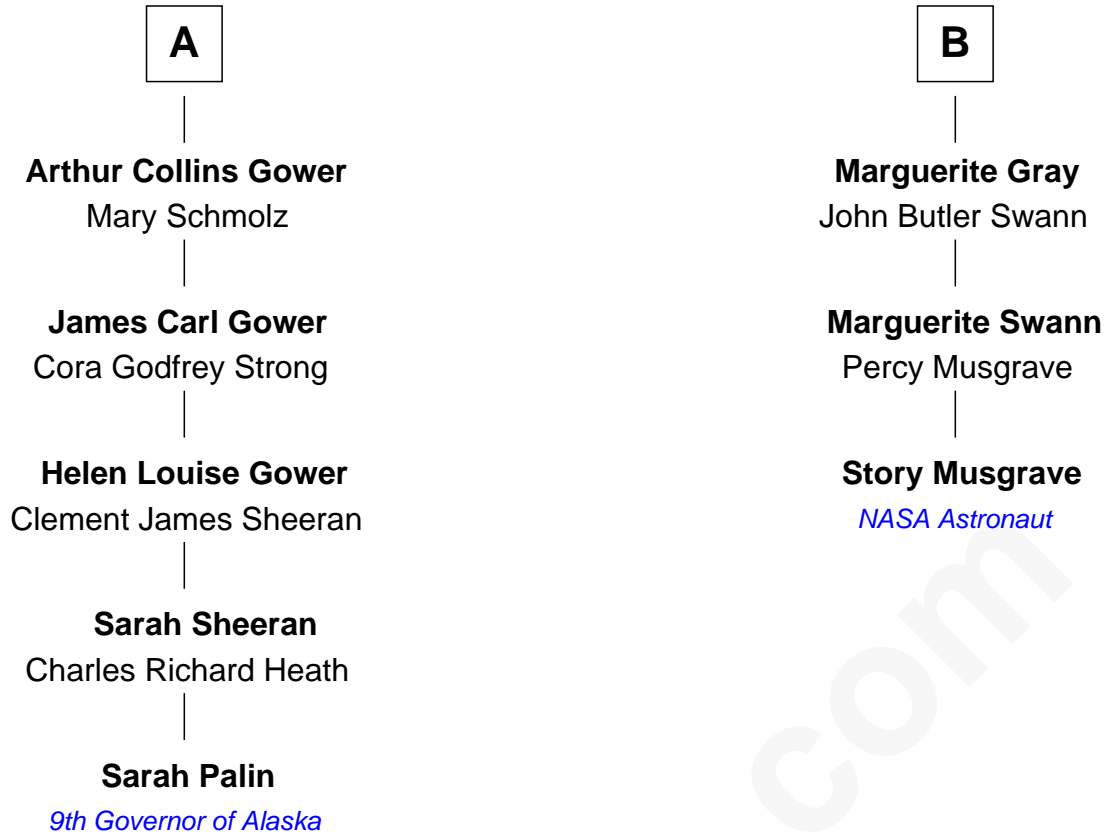 A
Arthur Collins Gower
Mary Schmolz
James Carl Gower
Cora Godfrey Strong
Helen Louise Gower
Clement James Sheeran
Sarah Sheeran
Charles Richard Heath
Sarah Palin
9th Governor of Alaska
B
Marguerite Gray
John Butler Swann
Marguerite Swann
Percy Musgrave
Story Musgrave
NASA Astronaut
com